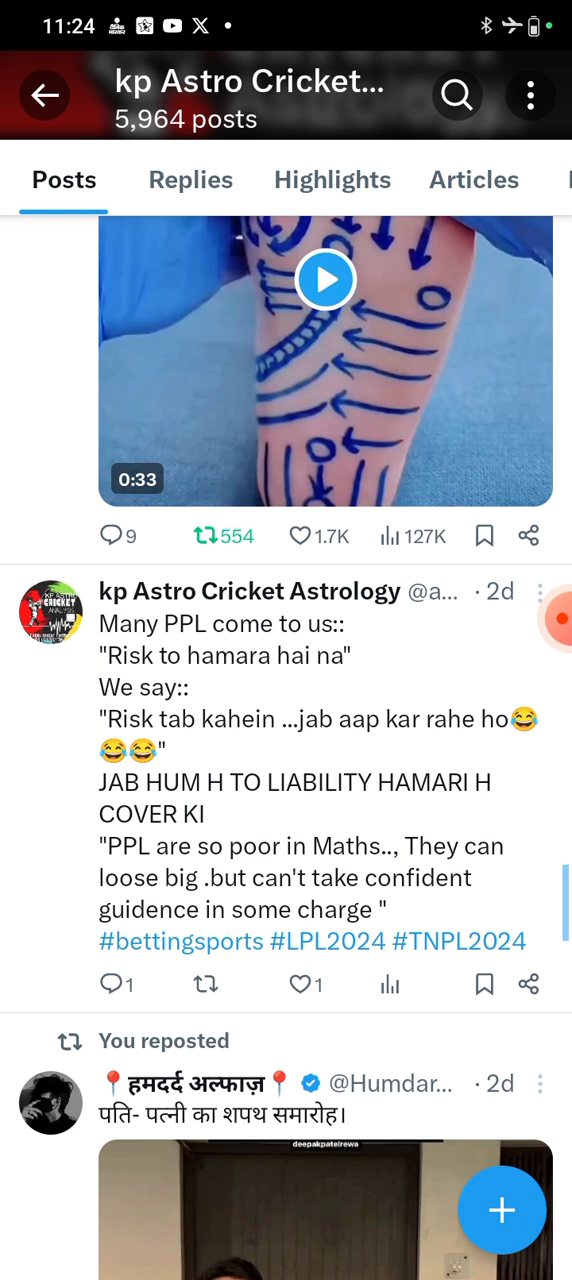 11:24
kp Astro Cricket...
5,964 posts
Posts Replies Highlights Articles
0:33
9 554 1.7K 127K
kp Astro Cricket Astrology @a... · 2d
Many PPL come to us::
"Risk to hamara hai na"
We say::
"Risk tab kahein ...jab aap kar rahe ho😂
😂😂"
JAB HUM H TO LIABILITY HAMARI H
COVER KI
"PPL are so poor in Maths.., They can
loose big .but can't take confident
guidence in some charge "
#bettingsports #LPL2024 #TNPL2024
1 1
You reposted
📍हमदर्द अल्फाज़📍 @Humdar... · 2d
पति- पत्नी का शपथ समारोह।
deepakpatelrewa